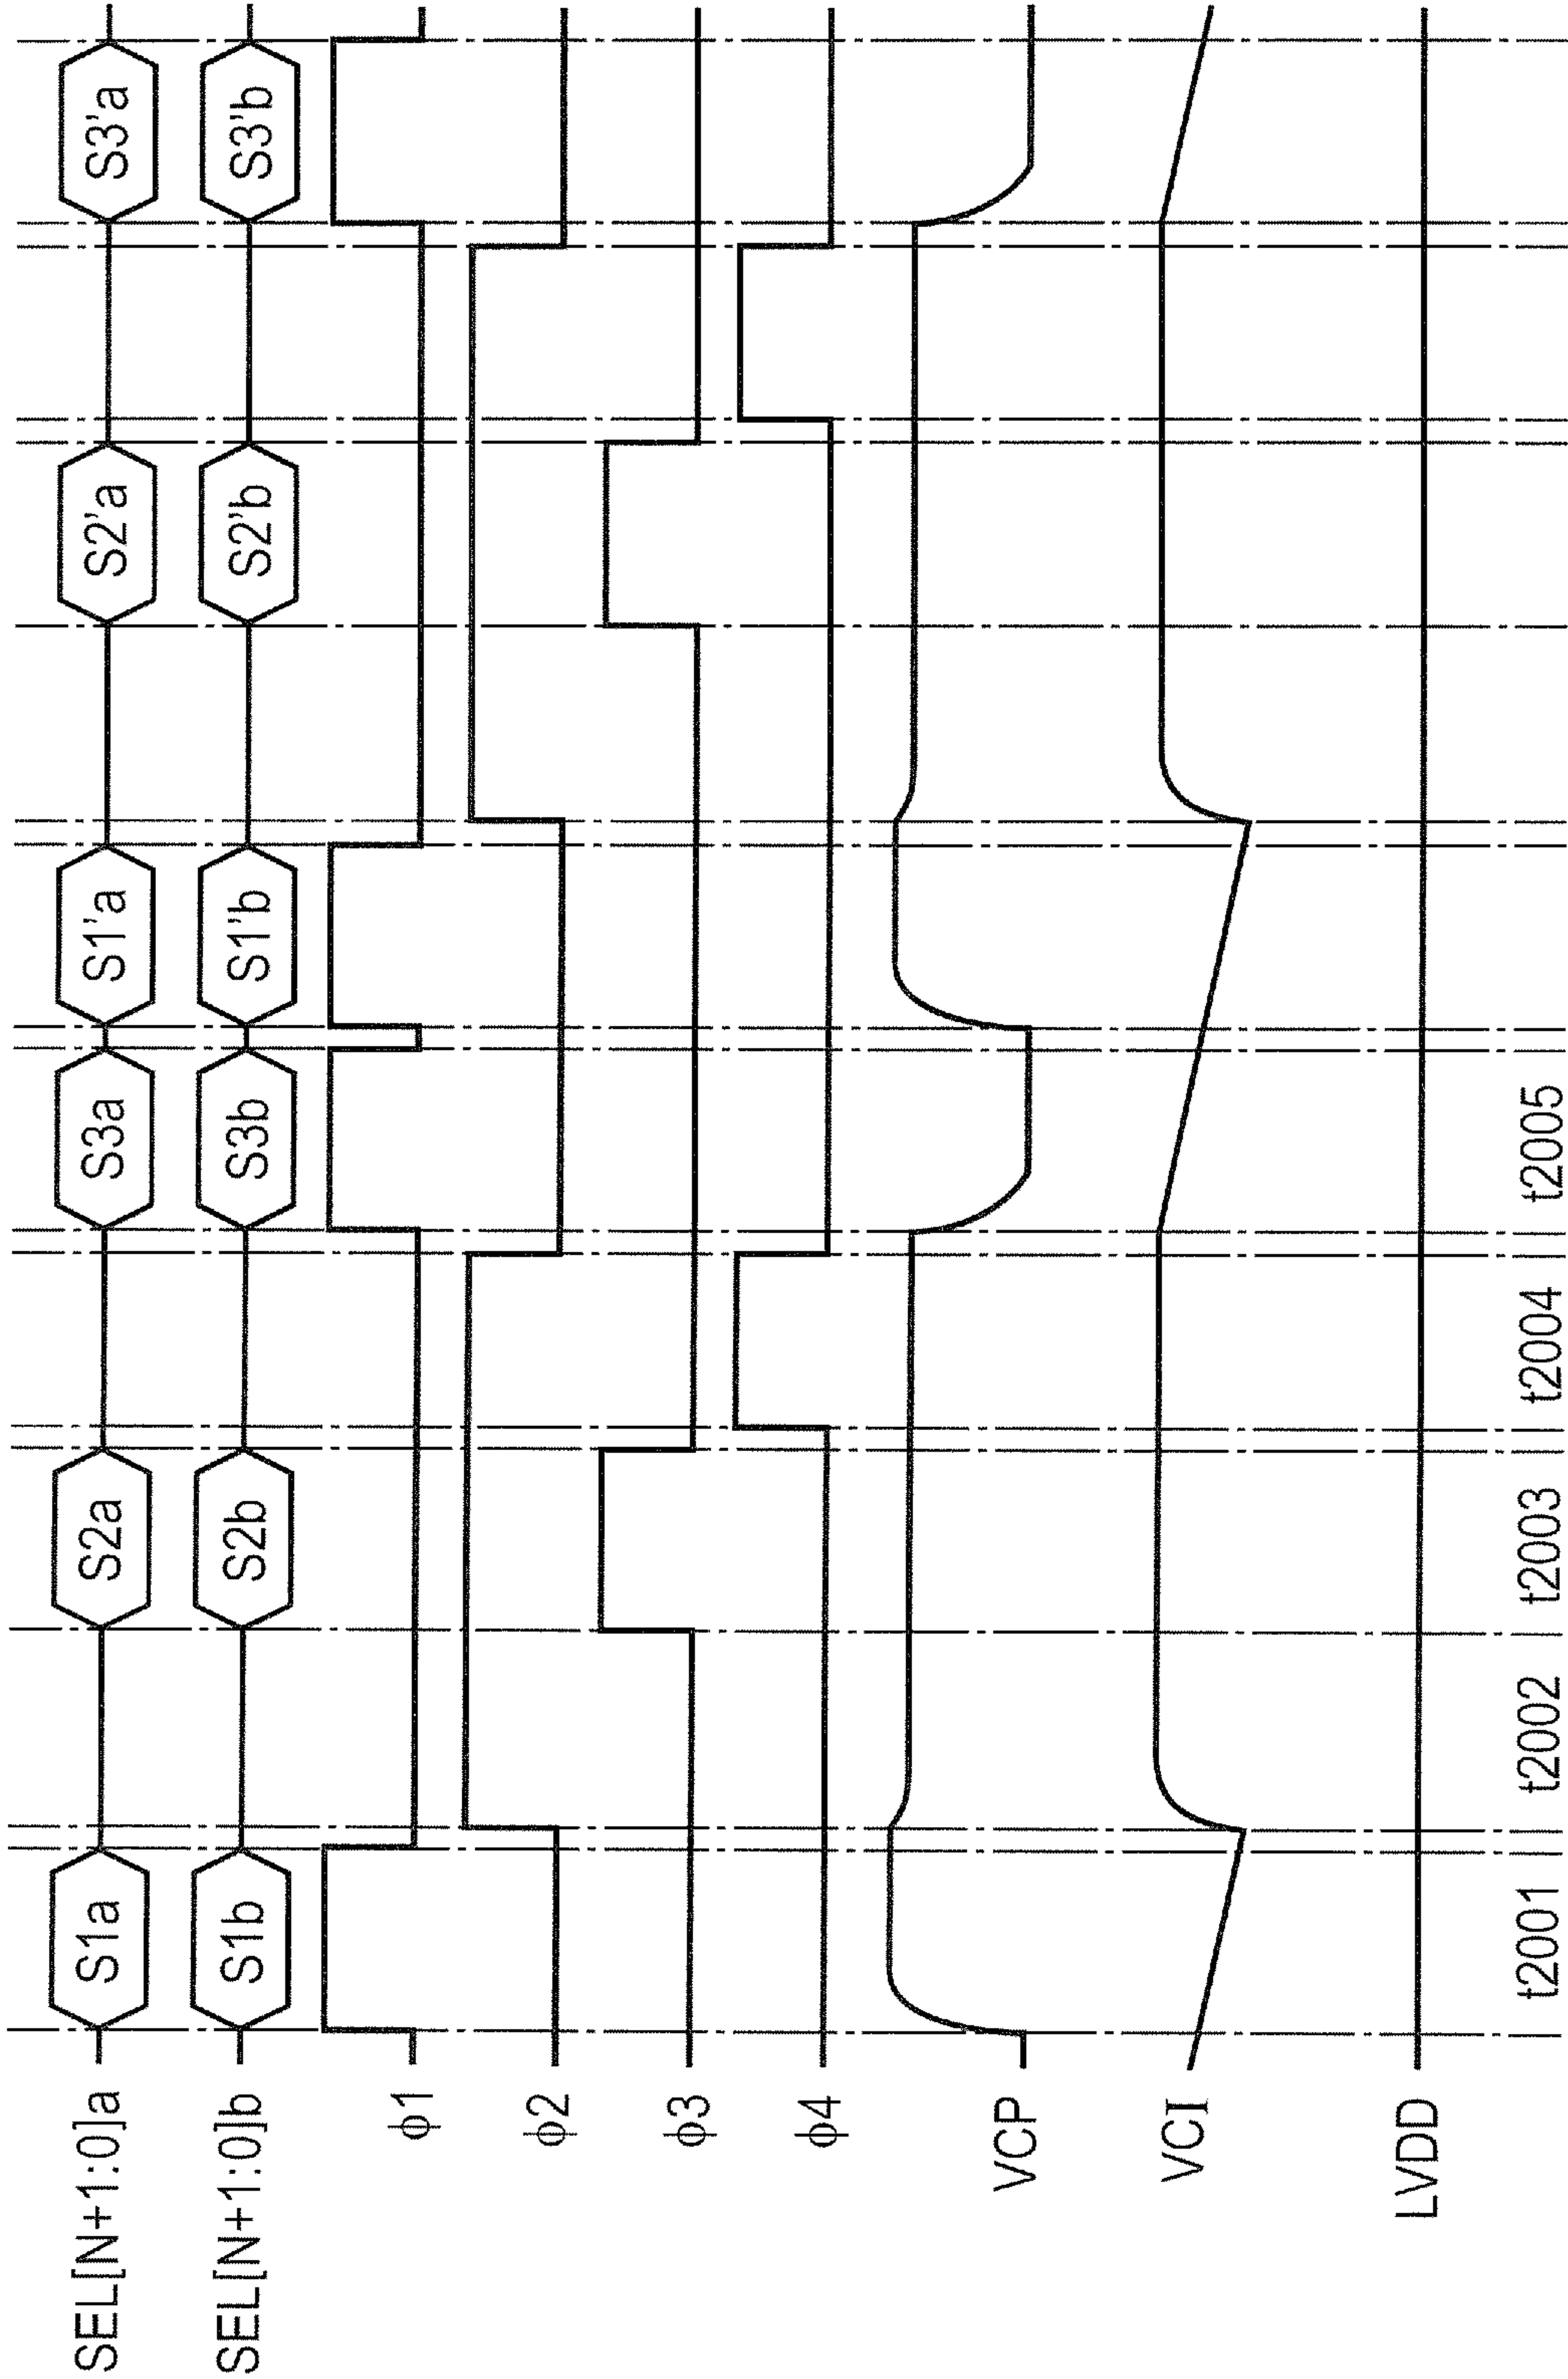 SEL[N+1:0]a
S1a
S2a
S3a
S1'a
S2'a
S3'a
SEL[N+1:0]b
S1b
S2b
S3b
S1'b
S2'b
S3'b
ϕ1
ϕ2
ϕ3
ϕ4
VCP
VCI
LVDD
t2001
t2002
t2003
t2004
t2005